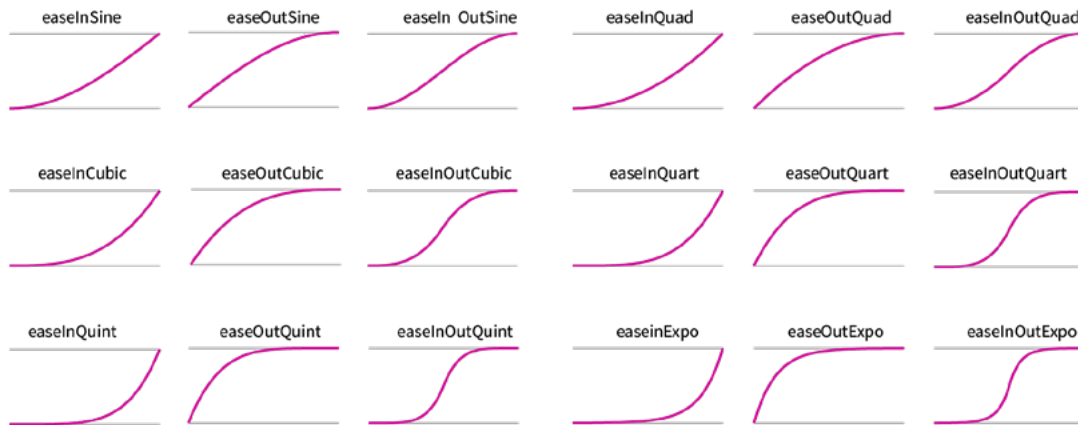 easeInSine easeOutSine easeIn OutSine easeInQuad easeOutQuad easeInOutQuad
easeInCubic easeOutCubic easeInOutCubic easeInQuart easeOutQuart easeInOutQuart
easeInQuint easeOutQuint easeInOutQuint easeinExpo easeOutExpo easeInOutExpo